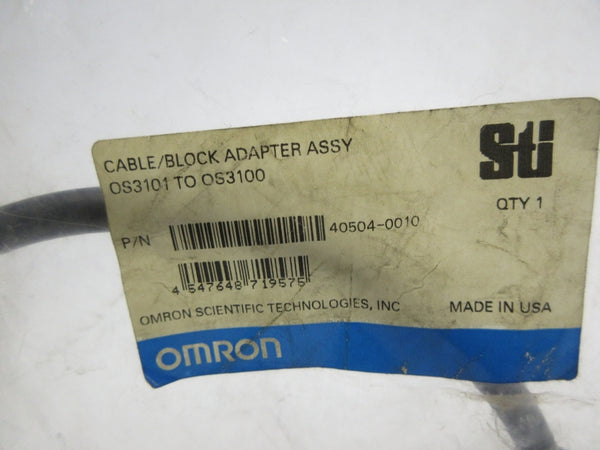 CABLE/BLOCK ADAPTER ASSY
OS3101 TO OS3100
Sti
QTY 1
P/N 40504-0010
4 547648 719575
OMRON SCIENTIFIC TECHNOLOGIES, INC MADE IN USA
OMRON